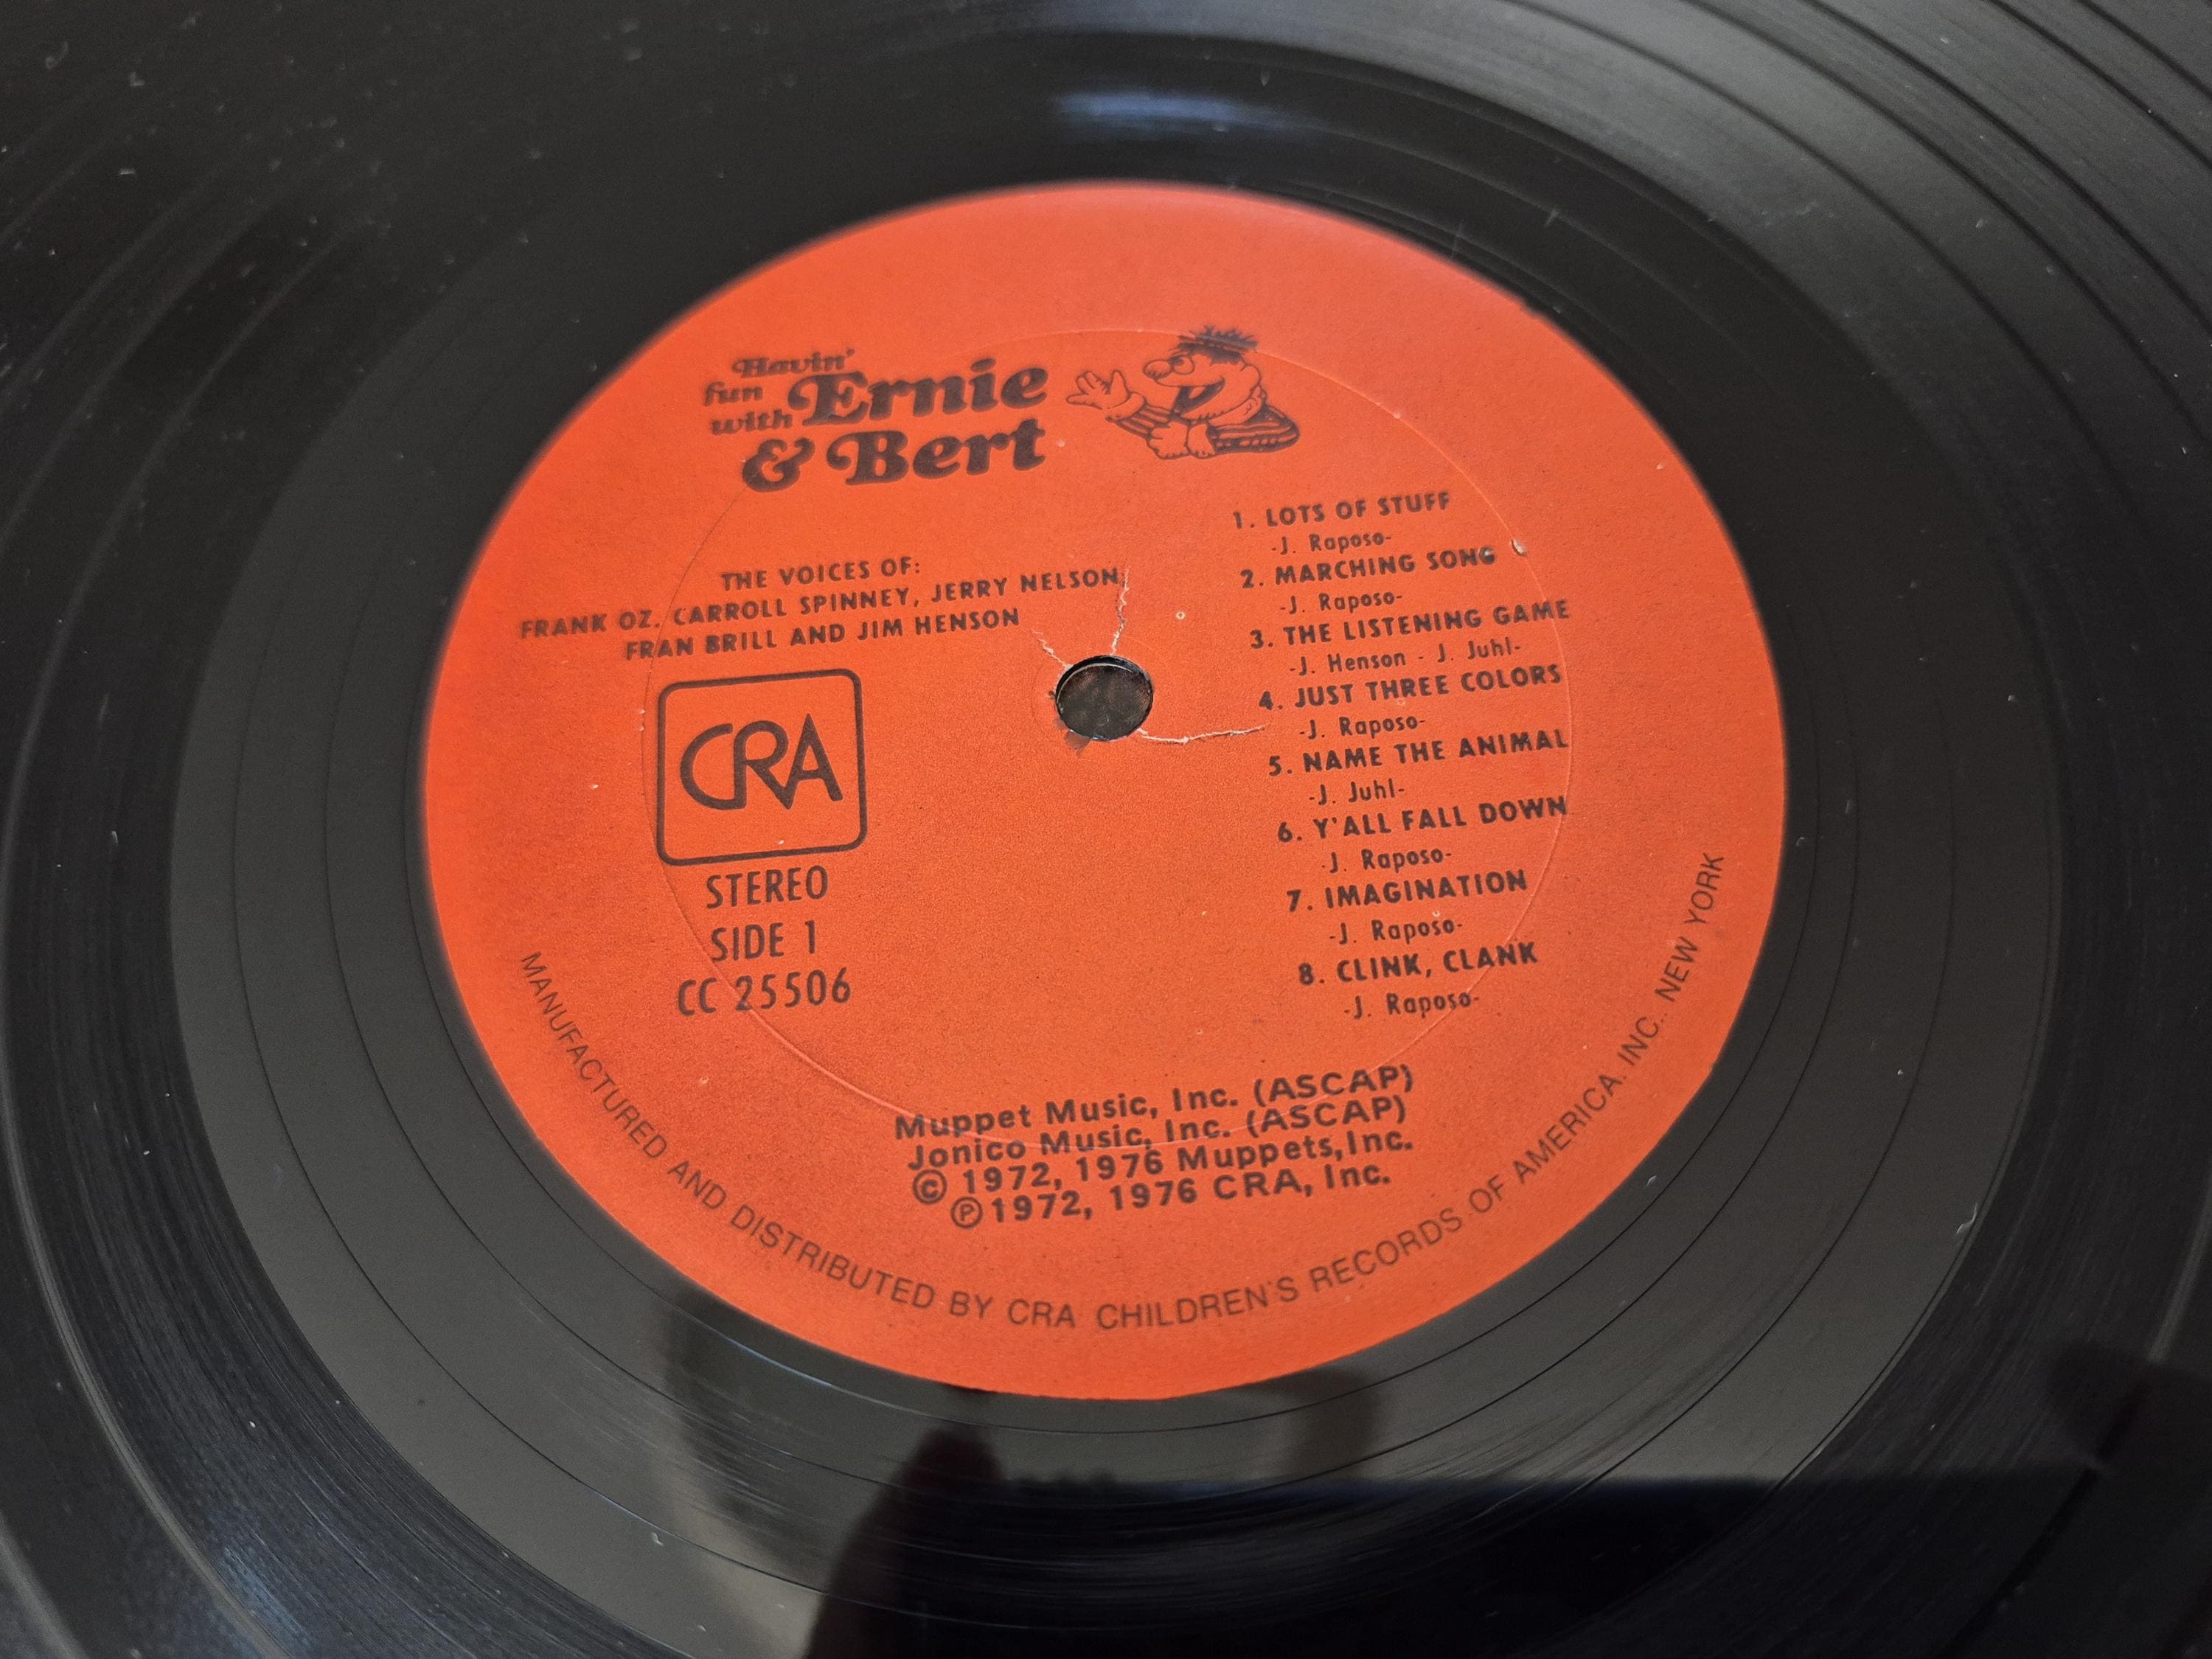 Havin'
fun
with Ernie
& Bert
THE VOICES OF:
FRANK OZ, CARROLL SPINNEY, JERRY NELSON,
FRAN BRILL AND JIM HENSON
CRA
STEREO
SIDE 1
CC 25506
1. LOTS OF STUFF
-J. Raposo-
2. MARCHING SONG
-J. Raposo-
3. THE LISTENING GAME
-J. Henson - J. Juhl-
4. JUST THREE COLORS
-J. Raposo-
5. NAME THE ANIMAL
-J. Juhl-
6. Y'ALL FALL DOWN
-J. Raposo-
7. IMAGINATION
-J. Raposo-
8. CLINK, CLANK
-J. Raposo-
Muppet Music, Inc. (ASCAP)
Jonico Music, Inc. (ASCAP)
© 1972, 1976 Muppets, Inc.
℗ 1972, 1976 CRA, Inc.
MANUFACTURED AND DISTRIBUTED BY CRA CHILDREN'S RECORDS OF AMERICA, INC., NEW YORK